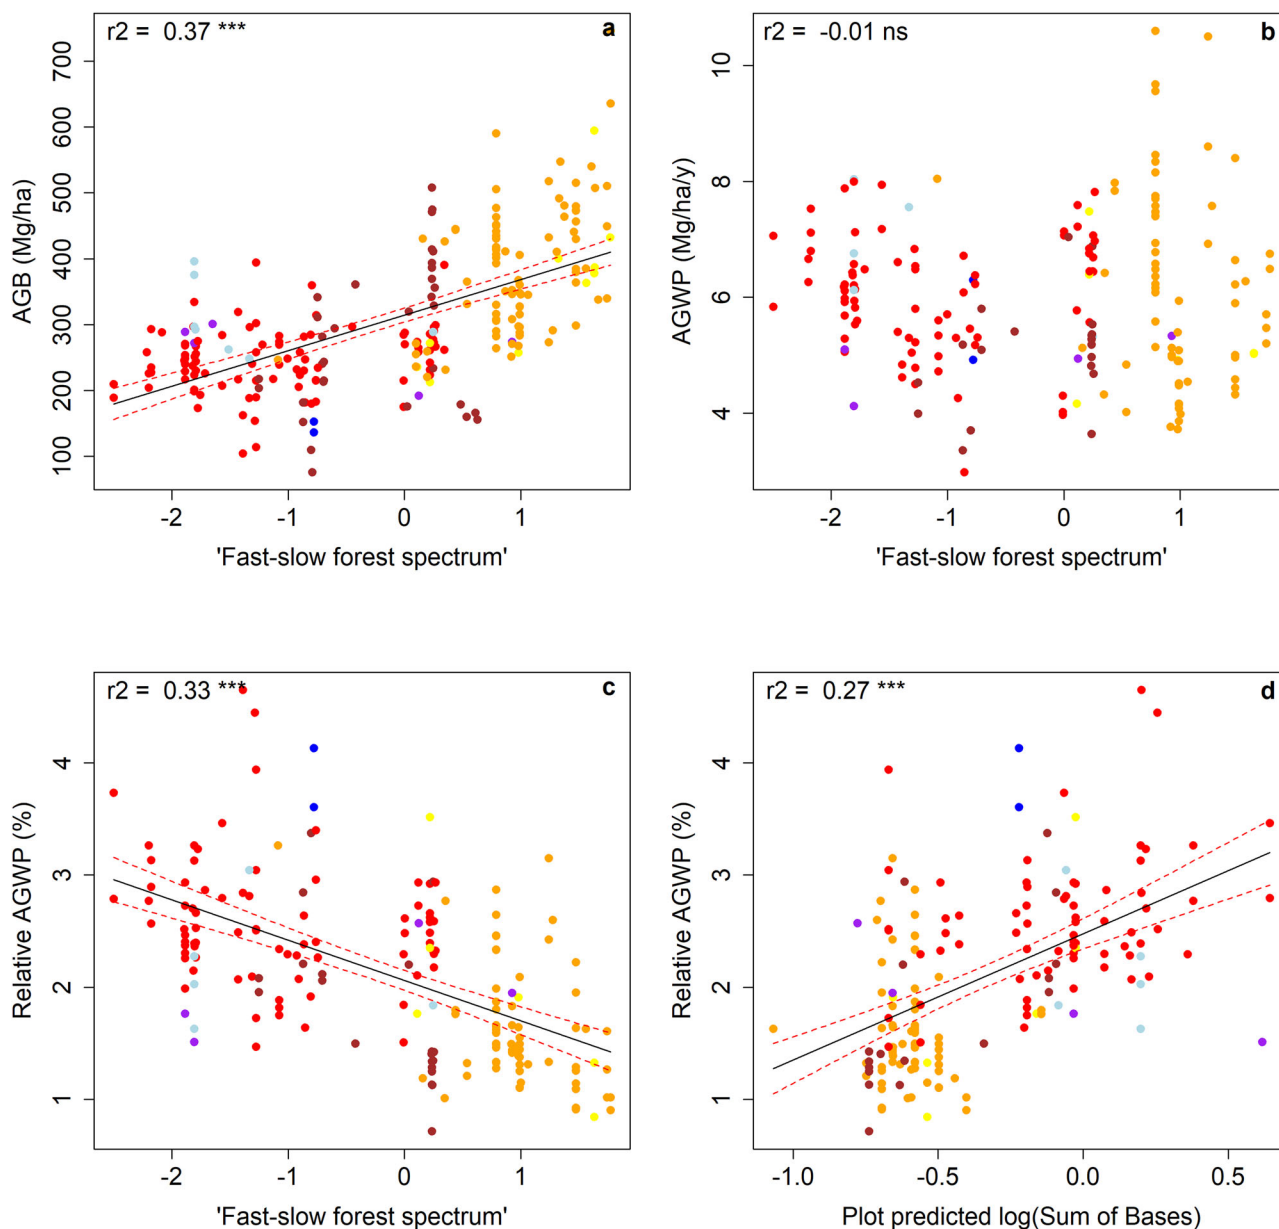 r2 = 0.37 ***
a
AGB (Mg/ha)
700
600
500
400
300
200
100
-2 -1 0 1
'Fast-slow forest spectrum'
r2 = -0.01 ns
b
AGWP (Mg/ha/y)
10
8
6
4
-2 -1 0 1
'Fast-slow forest spectrum'
r2 = 0.33 ***
c
Relative AGWP (%)
4
3
2
1
-2 -1 0 1
'Fast-slow forest spectrum'
r2 = 0.27 ***
d
Relative AGWP (%)
4
3
2
1
-1.0 -0.5 0.0 0.5
Plot predicted log(Sum of Bases)